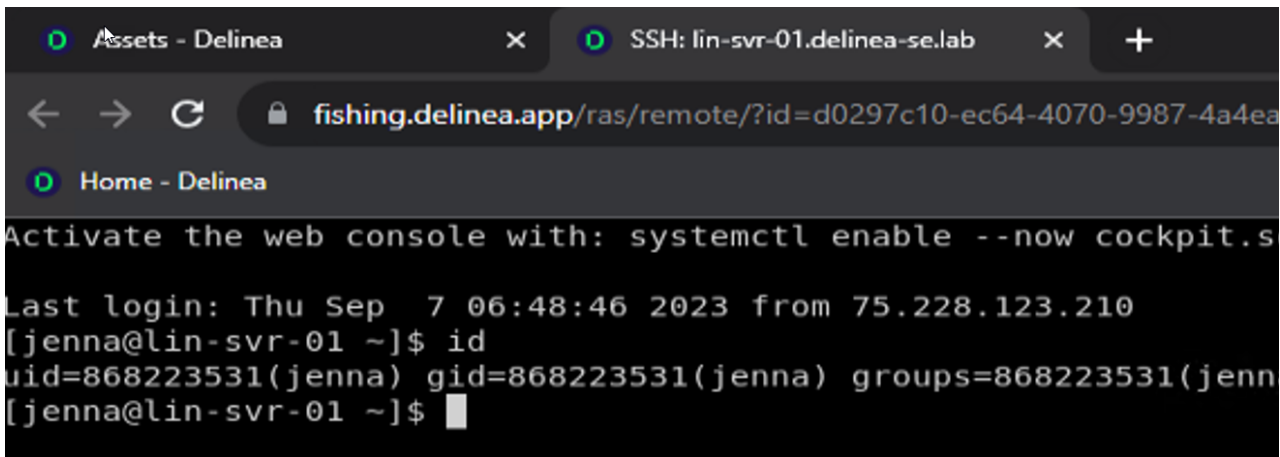 Assets - Delinea
SSH: lin-svr-01.delinea-se.lab
fishing.delinea.app/ras/remote/?id=d0297c10-ec64-4070-9987-4a4ea
Home - Delinea
Activate the web console with: systemctl enable --now cockpit.s
Last login: Thu Sep  7 06:48:46 2023 from 75.228.123.210
[jenna@lin-svr-01 ~]$ id
uid=868223531(jenna) gid=868223531(jenna) groups=868223531(jenn
[jenna@lin-svr-01 ~]$